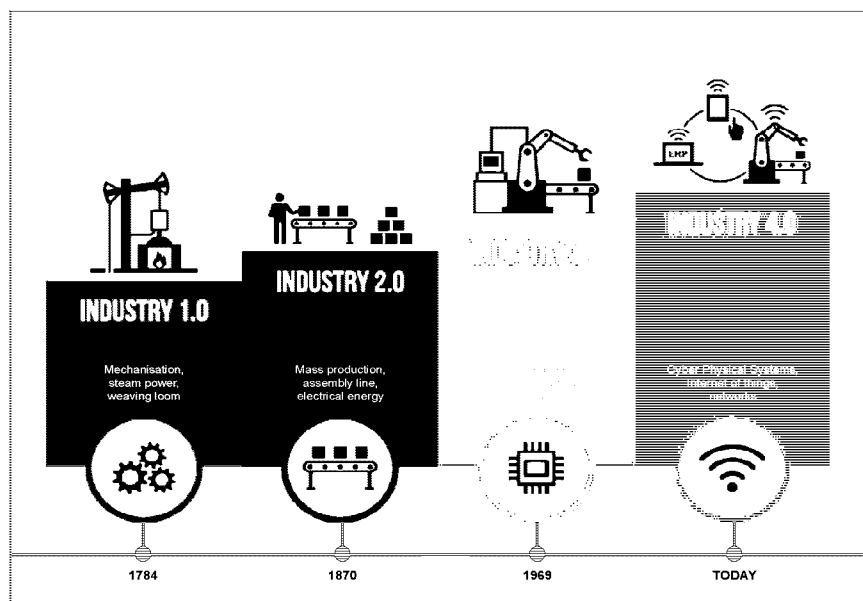 ERP
INDUSTRY 1.0
INDUSTRY 2.0
INDUSTRY 4.0
Mechanisation,
steam power,
weaving loom
Mass production,
assembly line,
electrical energy
Cyber Physical Systems,
internet of things,
networks
1784
1870
1969
TODAY